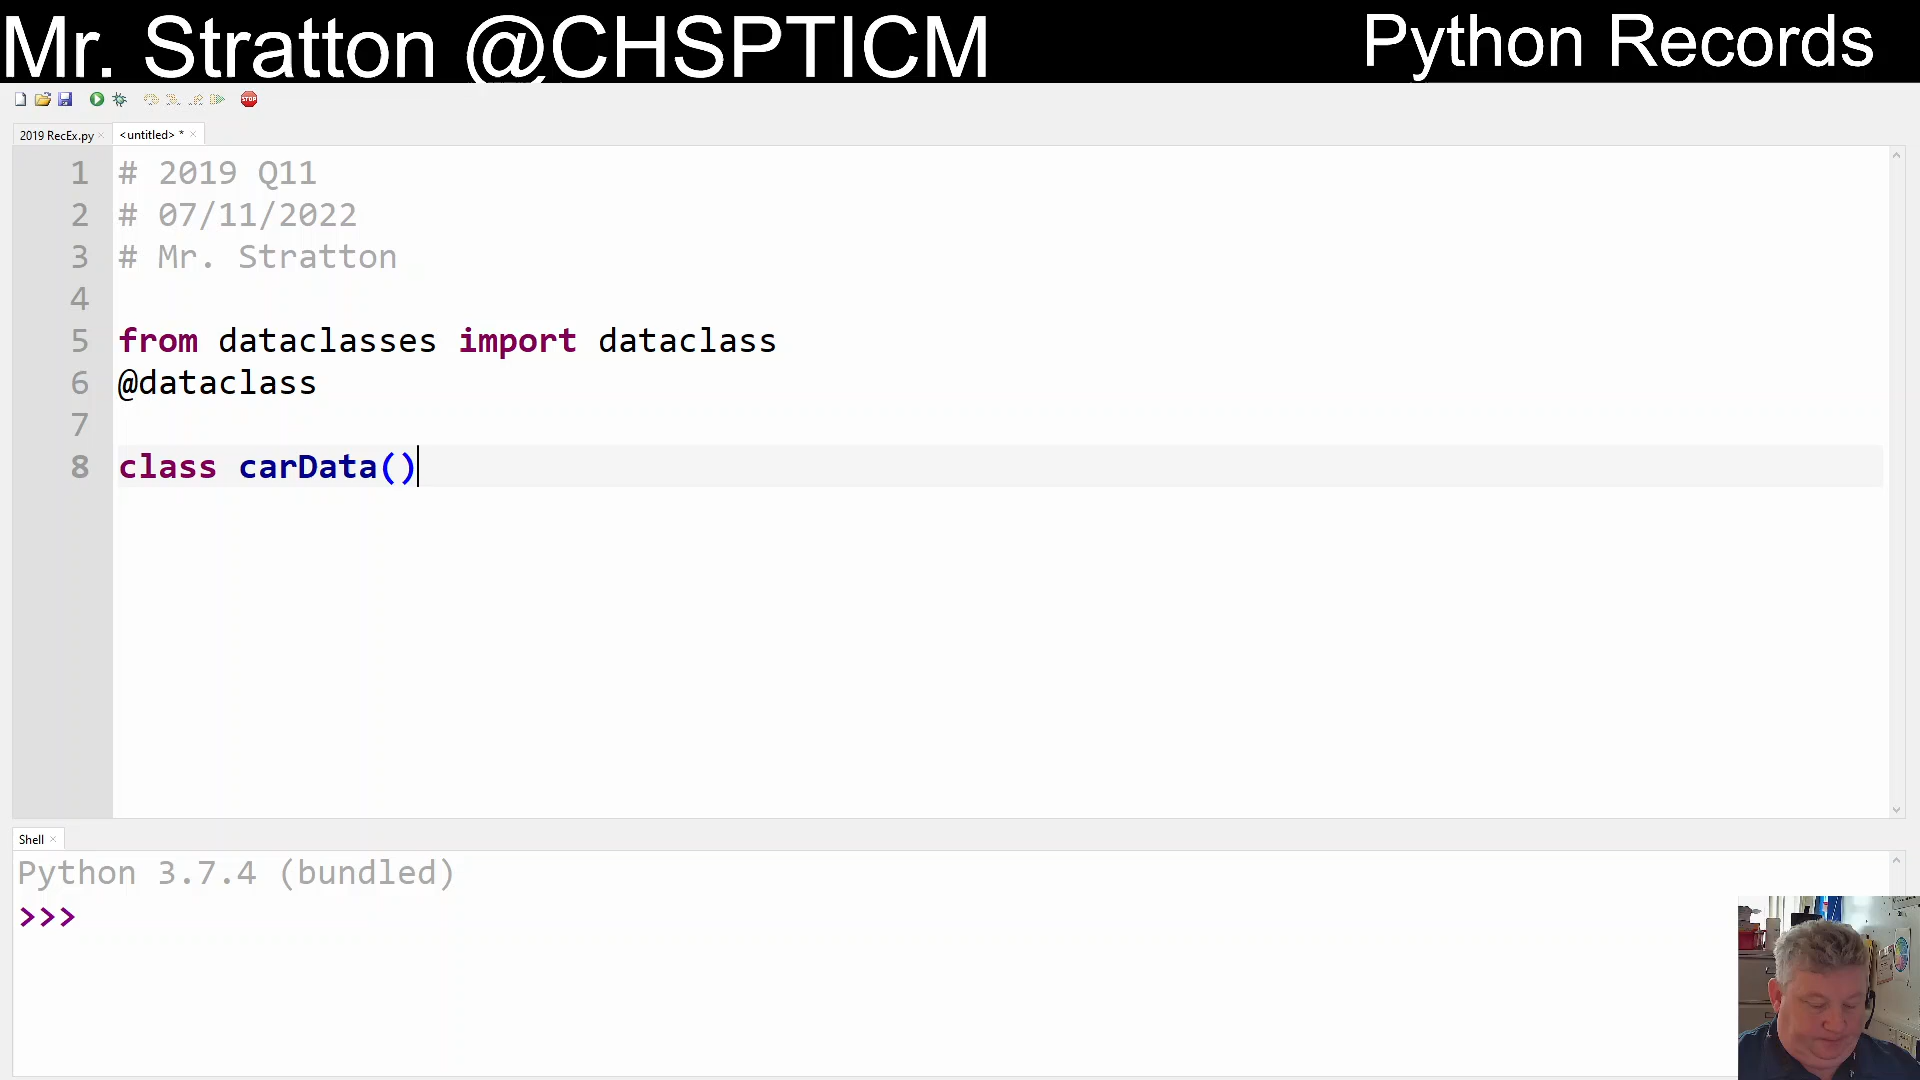 Mr. Stratton @CHSPTICM
Python Records
STOP
2019 RecEx.py
<untitled> *
1 # 2019 Q11
2 # 07/11/2022
3 # Mr. Stratton
4
5 from dataclasses import dataclass
6 @dataclass
7
8 class carData()
Shell
Python 3.7.4 (bundled)
>>>